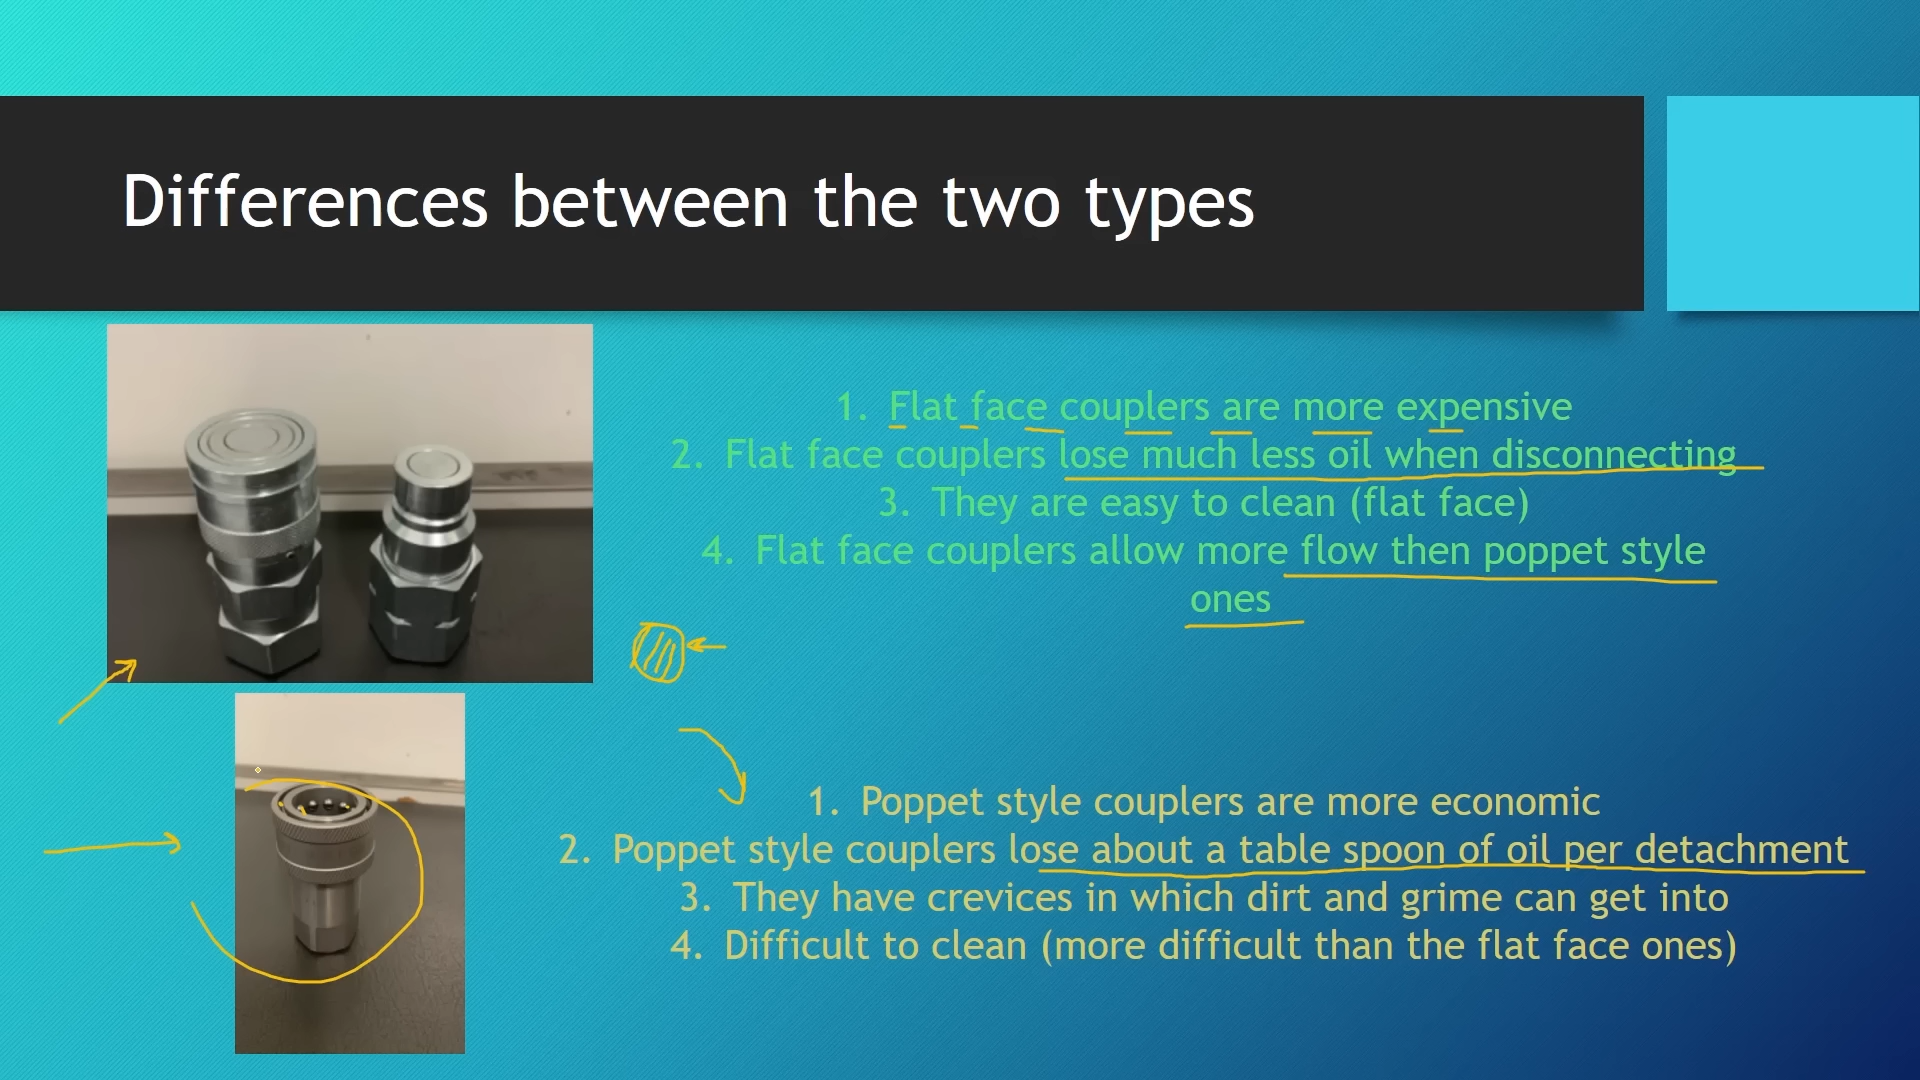 Differences between the two types
1. Flat face couplers are more expensive
2. Flat face couplers lose much less oil when disconnecting
3. They are easy to clean (flat face)
4. Flat face couplers allow more flow then poppet style
ones
1. Poppet style couplers are more economic
2. Poppet style couplers lose about a table spoon of oil per detachment
3. They have crevices in which dirt and grime can get into
4. Difficult to clean (more difficult than the flat face ones)